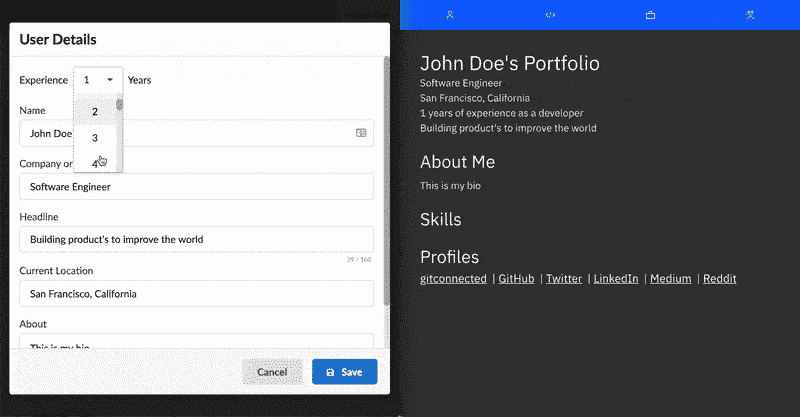 User Details
Experience 1 Years
2
3
4
Name
John Doe
Company or
Software Engineer
Headline
Building product's to improve the world
39 / 160
Current Location
San Francisco, California
About
This is my bio
Cancel Save
John Doe's Portfolio
Software Engineer
San Francisco, California
1 years of experience as a developer
Building product's to improve the world
About Me
This is my bio
Skills
Profiles
gitconnected | GitHub | Twitter | LinkedIn | Medium | Reddit